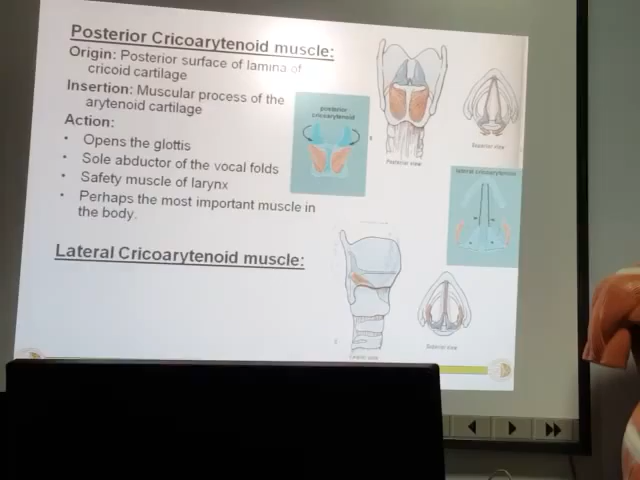 Posterior Cricoarytenoid muscle:
Origin: Posterior surface of lamina of
cricoid cartilage
Insertion: Muscular process of the
arytenoid cartilage
Action:
• Opens the glottis
• Sole abductor of the vocal folds
• Safety muscle of larynx
• Perhaps the most important muscle in
the body.
Lateral Cricoarytenoid muscle:
posterior
cricoarytenoid
Posterior view
Superior view
lateral cricoarytenoid
Lateral view
Superior view